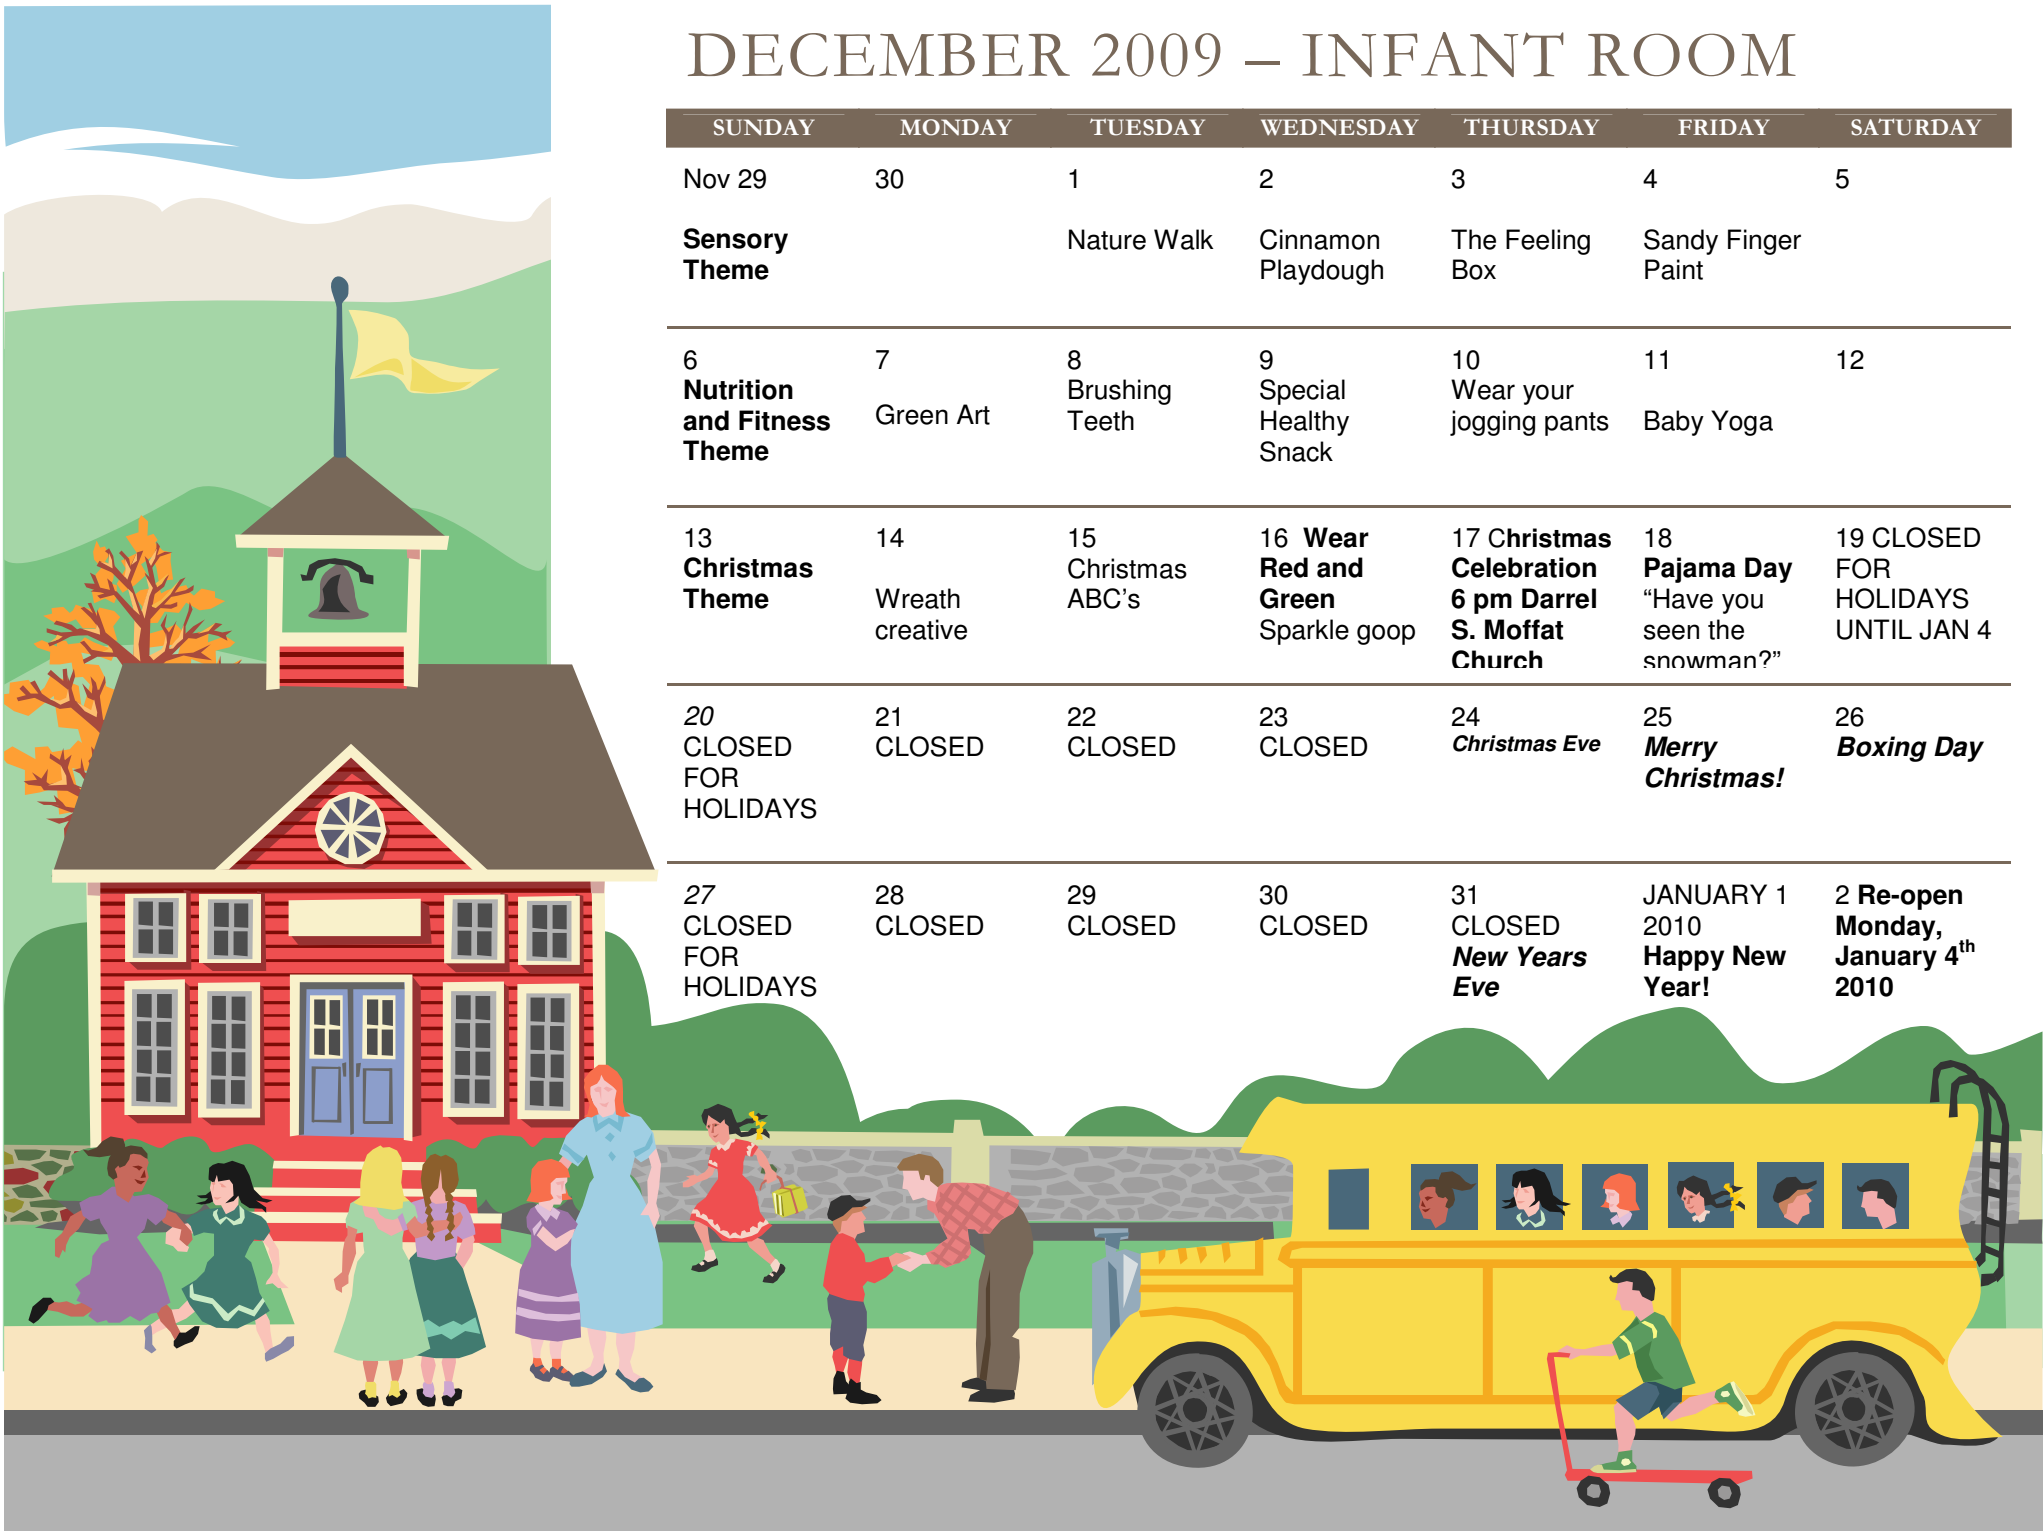 DECEMBER 2009 – INFANT ROOM
SUNDAY MONDAY TUESDAY WEDNESDAY THURSDAY FRIDAY SATURDAY
Nov 29
Sensory
Theme
30
1
Nature Walk
2
Cinnamon
Playdough
3
The Feeling
Box
4
Sandy Finger
Paint
5
6
Nutrition
and Fitness
Theme
7
Green Art
8
Brushing
Teeth
9
Special
Healthy
Snack
10
Wear your
jogging pants
11
Baby Yoga
12
13
Christmas
Theme
14
Wreath
creative
15
Christmas
ABC’s
16 Wear
Red and
Green
Sparkle goop
17 Christmas
Celebration
6 pm Darrel
S. Moffat
Church
18
Pajama Day
“Have you
seen the
snowman?”
19 CLOSED
FOR
HOLIDAYS
UNTIL JAN 4
20
CLOSED
FOR
HOLIDAYS
21
CLOSED
22
CLOSED
23
CLOSED
24
Christmas Eve
25
Merry
Christmas!
26
Boxing Day
27
CLOSED
FOR
HOLIDAYS
28
CLOSED
29
CLOSED
30
CLOSED
31
CLOSED
New Years
Eve
JANUARY 1
2010
Happy New
Year!
2 Re-open
Monday,
January 4th
2010